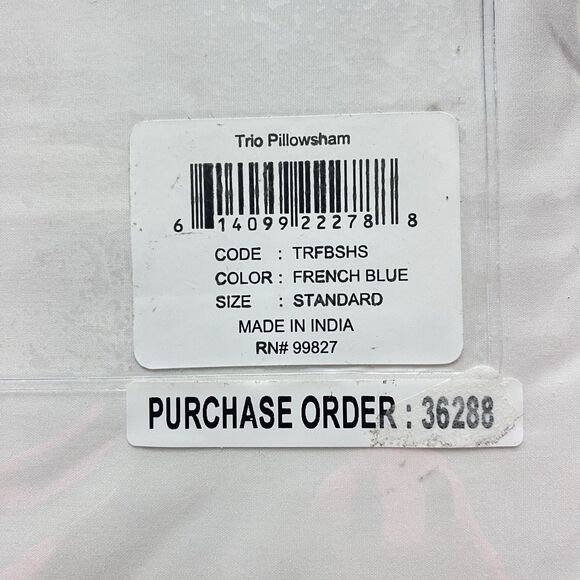 Trio Pillowsham
6 14099 22278 8
CODE : TRFBSHS
COLOR : FRENCH BLUE
SIZE : STANDARD
MADE IN INDIA
RN# 99827
PURCHASE ORDER : 36288